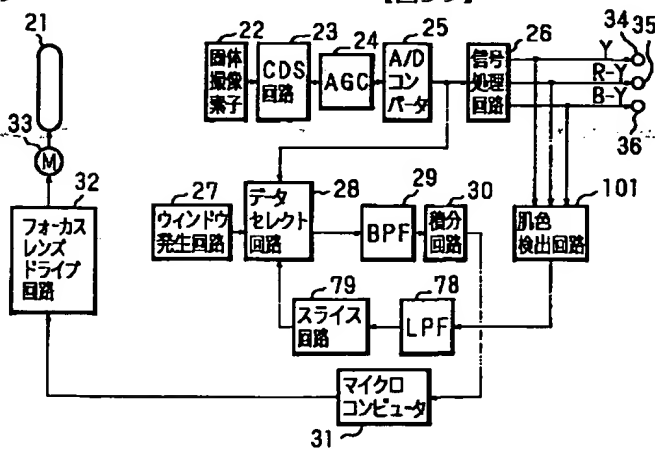 21
22
固体
撮像
素子
23
CDS
回路
24
AGC
25
A/D
コン
バータ
26
信号
処理
回路
Y
R-Y
B-Y
34
35
36
33
M
32
フォーカス
レンズ
ドライブ
回路
27
ウィンドウ
発生回路
28
データ
セレクト
回路
29
BPF
30
積分
回路
101
肌色
検出回路
79
スライス
回路
78
LPF
マイクロ
コンピュータ
31